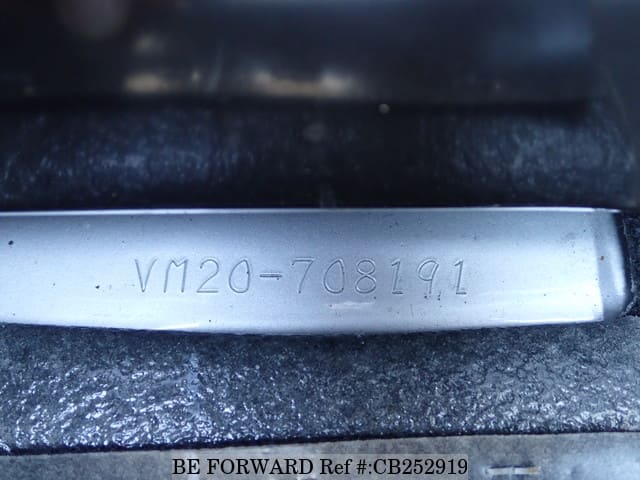 VM20-708191
BE FORWARD Ref #:CB252919